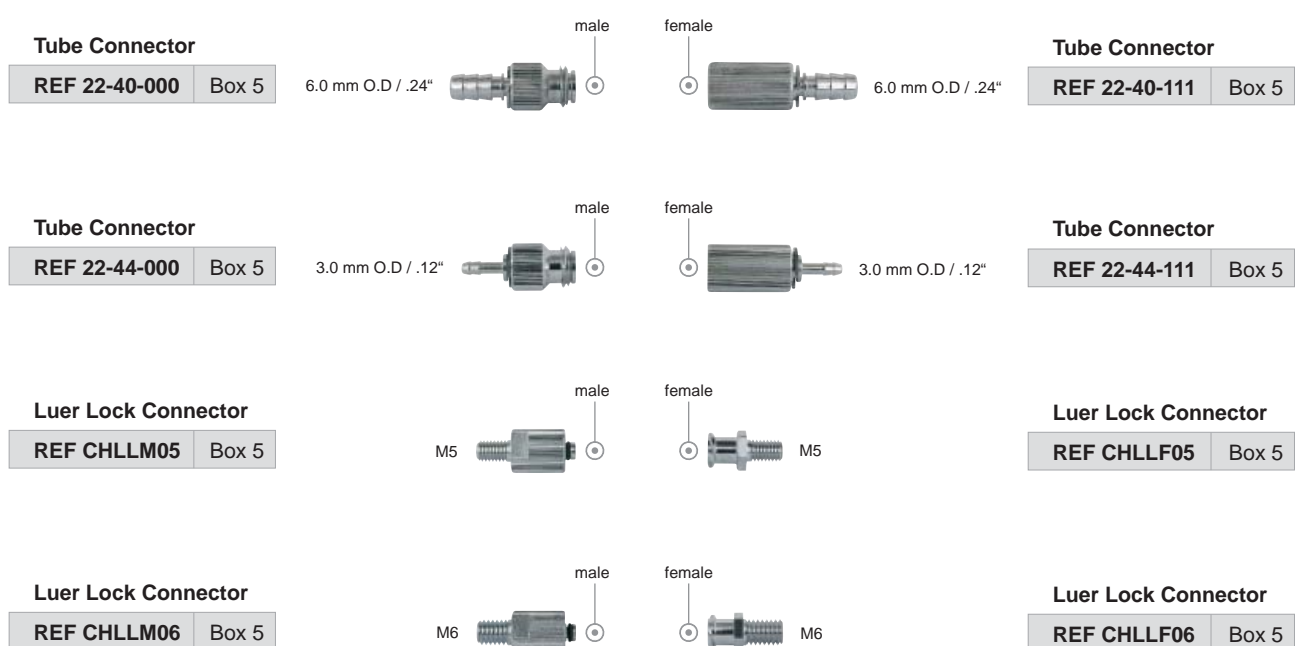 male
female
Tube Connector
REF 22-40-000 Box 5
6.0 mm O.D / .24“
6.0 mm O.D / .24“
Tube Connector
REF 22-40-111 Box 5
male
female
Tube Connector
REF 22-44-000 Box 5
3.0 mm O.D / .12“
3.0 mm O.D / .12“
Tube Connector
REF 22-44-111 Box 5
male
female
Luer Lock Connector
REF CHLLM05 Box 5
M5
M5
Luer Lock Connector
REF CHLLF05 Box 5
male
female
Luer Lock Connector
REF CHLLM06 Box 5
M6
M6
Luer Lock Connector
REF CHLLF06 Box 5